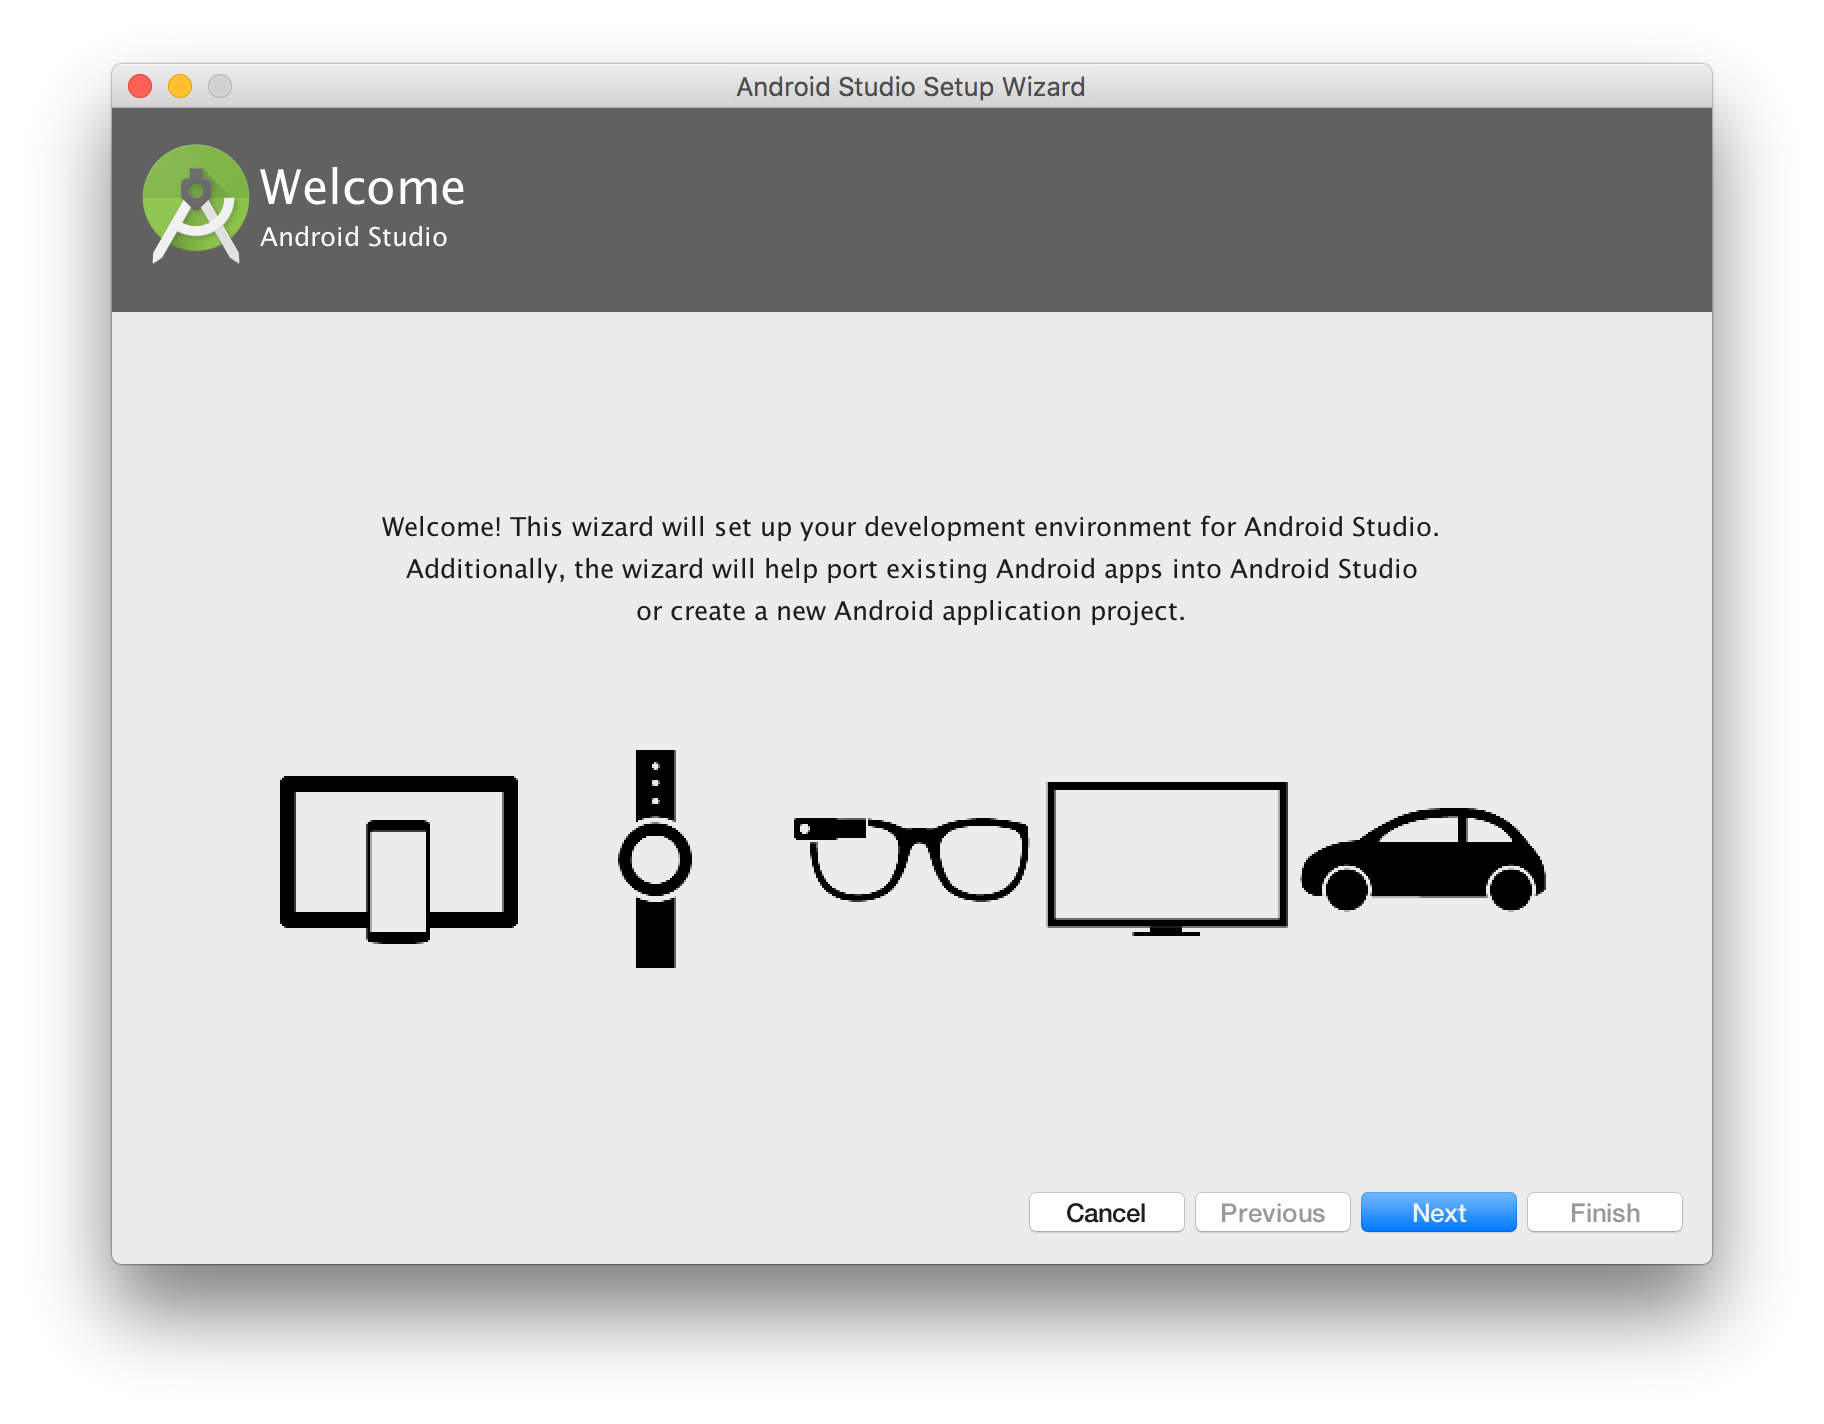 Android Studio Setup Wizard
Welcome
Android Studio
Welcome! This wizard will set up your development environment for Android Studio.
Additionally, the wizard will help port existing Android apps into Android Studio
or create a new Android application project.
Cancel Previous Next Finish